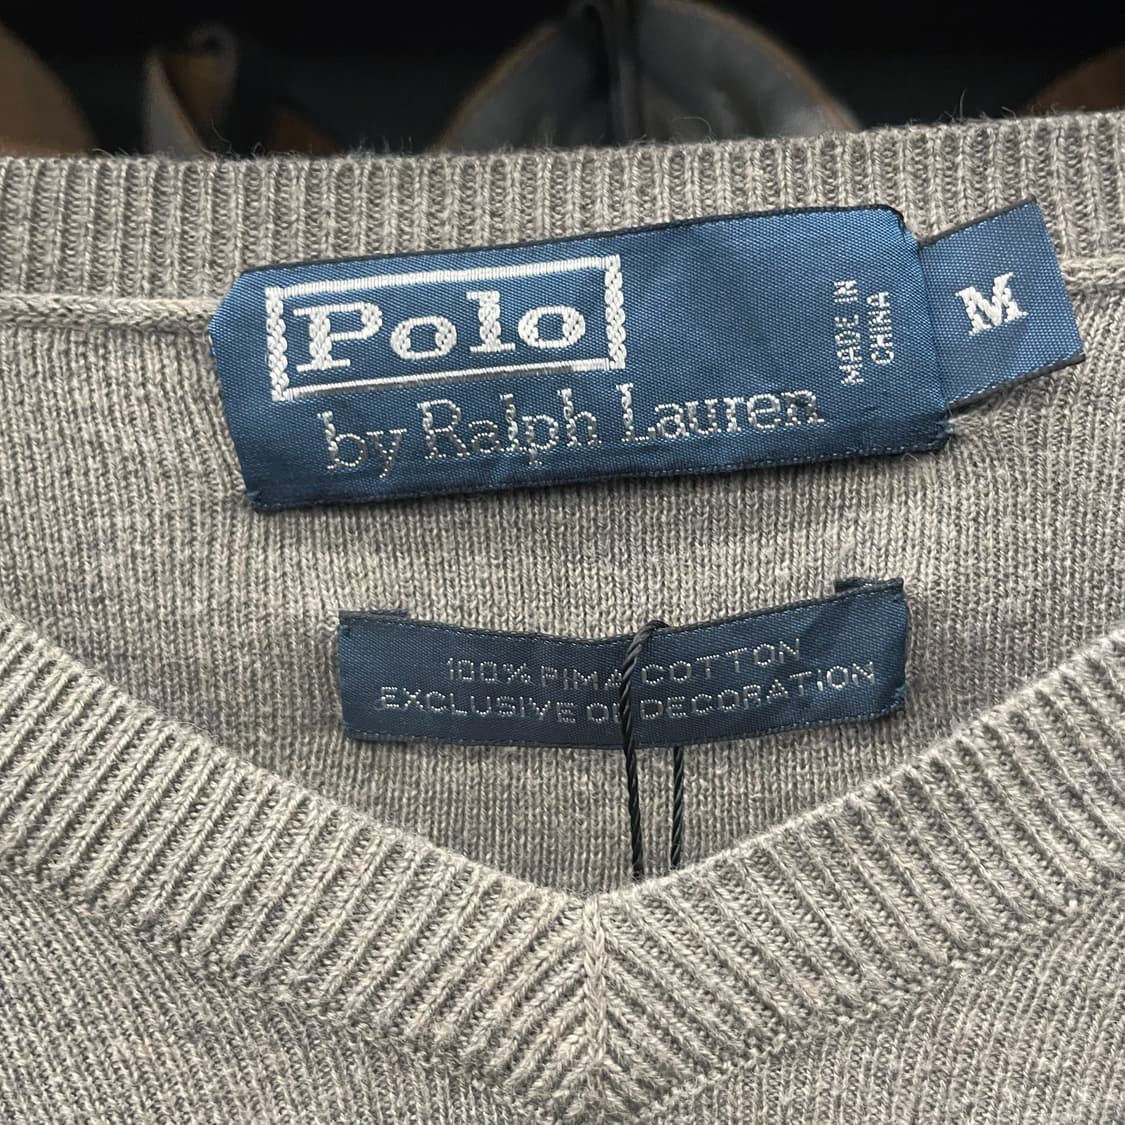 Polo
by Ralph Lauren
MADE IN
CHINA
M
100% PIMA COTTON
EXCLUSIVE OF DECORATION